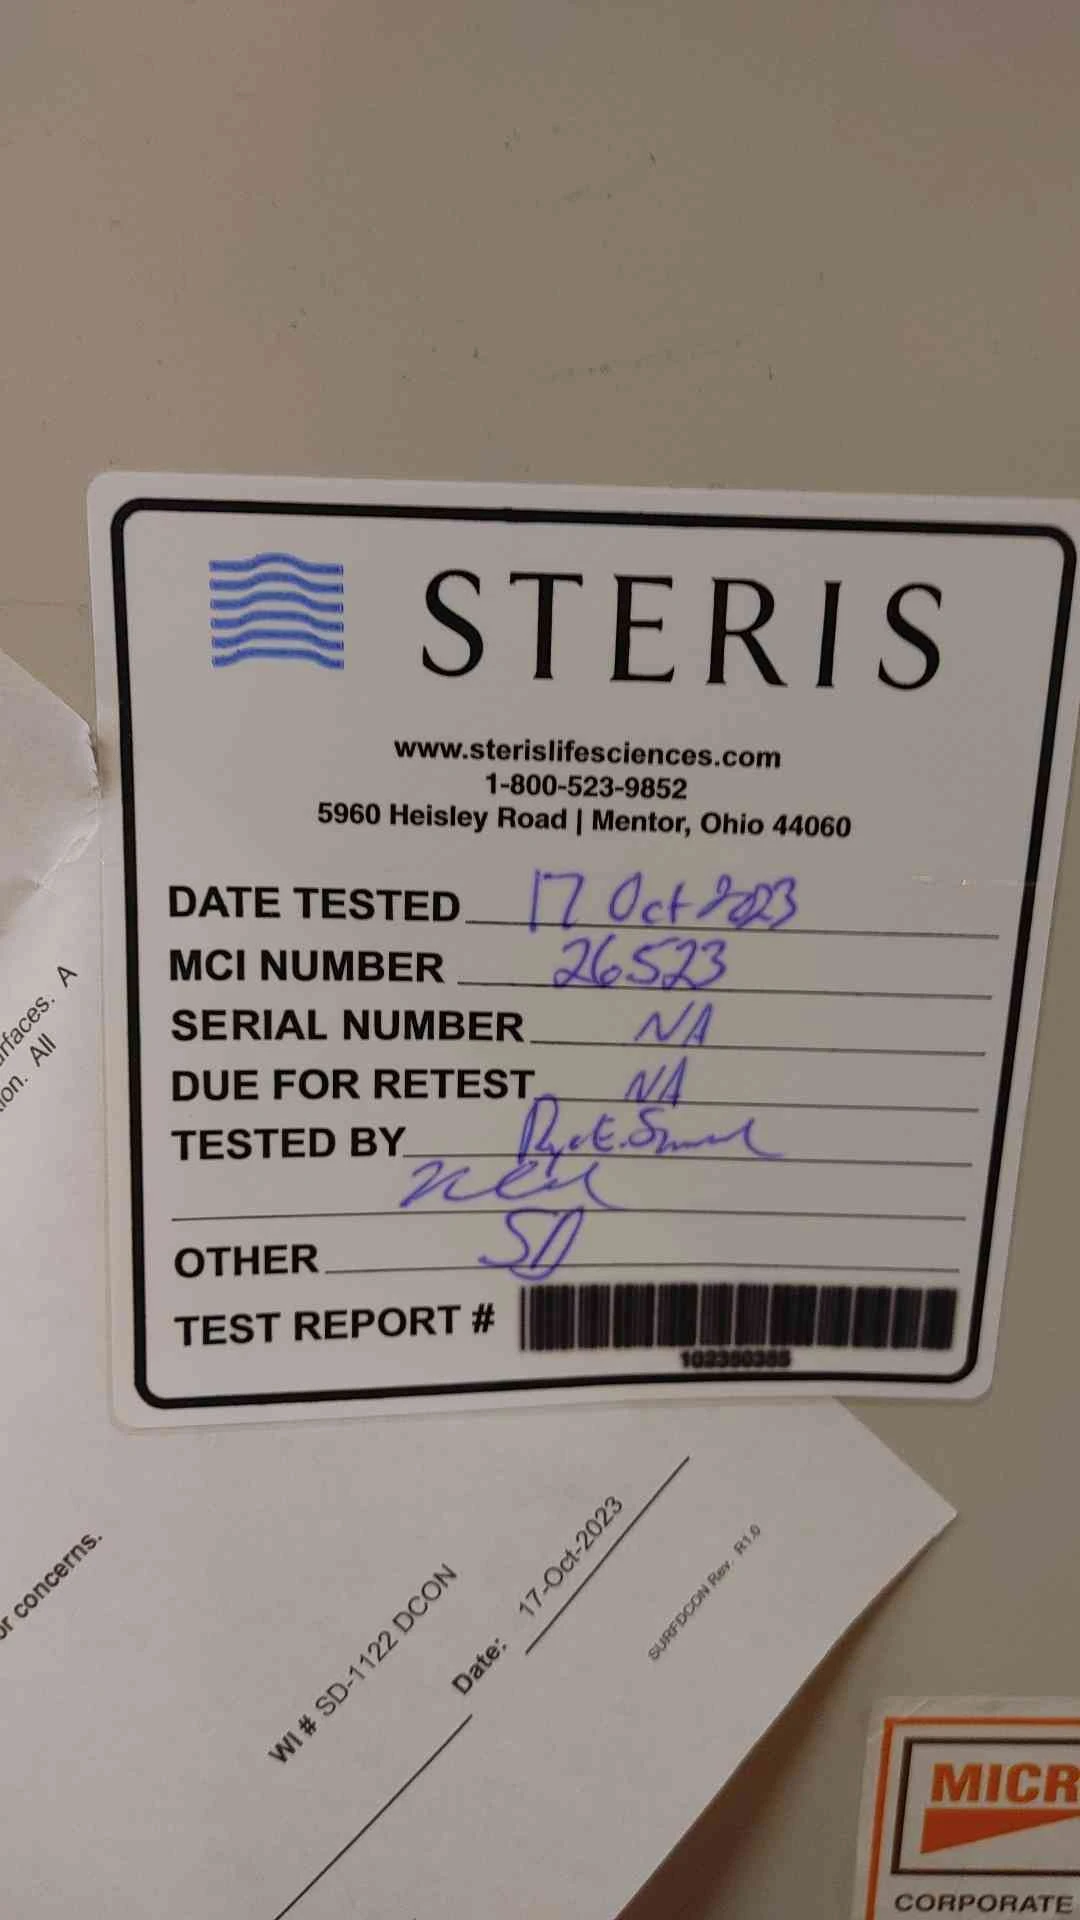 STERIS
www.sterislifesciences.com
1-800-523-9852
5960 Heisley Road | Mentor, Ohio 44060
DATE TESTED 17 Oct 2023
MCI NUMBER 26523
SERIAL NUMBER NA
DUE FOR RETEST NA
TESTED BY
OTHER SD
TEST REPORT #
rfaces. A
on. All
or concerns.
WI # SD-1122 DCON
Date: 17-Oct-2023
SURFDCON Rev. R1.0
MICR
CORPORATE